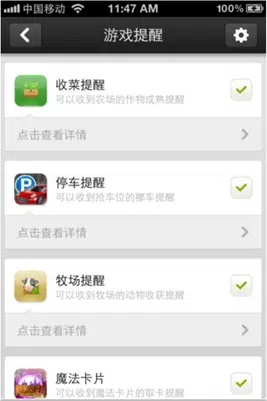 中国移动 11:47 AM 100%
游戏提醒
收菜提醒
可以收到农场的作物成熟提醒
点击查看详情
停车提醒
可以收到抢车位的挪车提醒
点击查看详情
牧场提醒
可以收到牧场的动物收获提醒
点击查看详情
魔法卡片
可以收到魔法卡片的取卡提醒